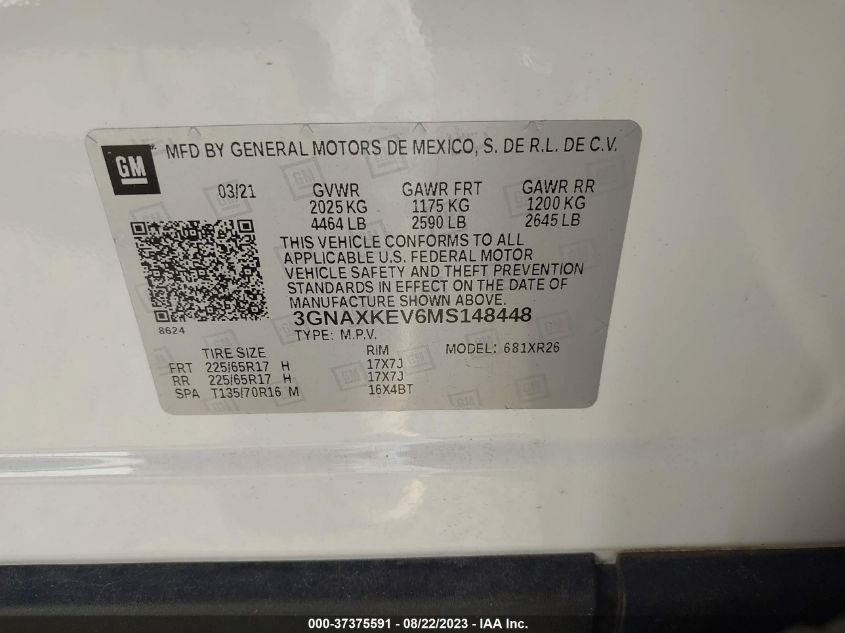 GM MFD BY GENERAL MOTORS DE MEXICO, S. DE R.L. DE C.V.
03/21 GVWR GAWR FRT GAWR RR
2025 KG 1175 KG 1200 KG
4464 LB 2590 LB 2645 LB
THIS VEHICLE CONFORMS TO ALL
APPLICABLE U.S. FEDERAL MOTOR
VEHICLE SAFETY AND THEFT PREVENTION
STANDARDS IN EFFECT ON THE DATE OF
MANUFACTURE SHOWN ABOVE.
8624 3GNAXKEV6MS148448
TYPE: M.P.V.
TIRE SIZE RIM MODEL: 681XR26
FRT 225/65R17 H 17X7J
RR 225/65R17 H 17X7J
SPA T135/70R16 M 16X4BT
000-37375591 - 08/22/2023 - IAA Inc.